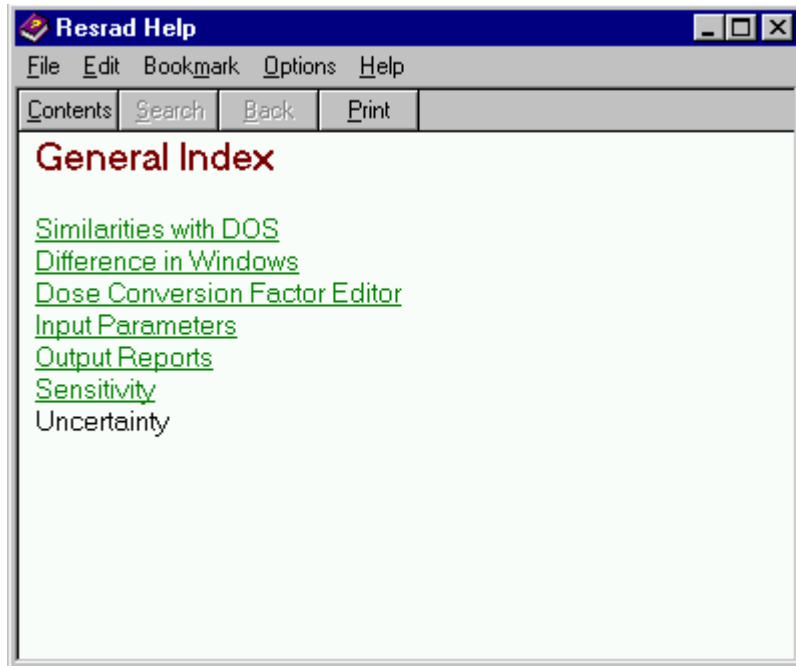 Resrad Help
File Edit Bookmark Options Help
Contents Search Back Print
General Index
Similarities with DOS
Difference in Windows
Dose Conversion Factor Editor
Input Parameters
Output Reports
Sensitivity
Uncertainty